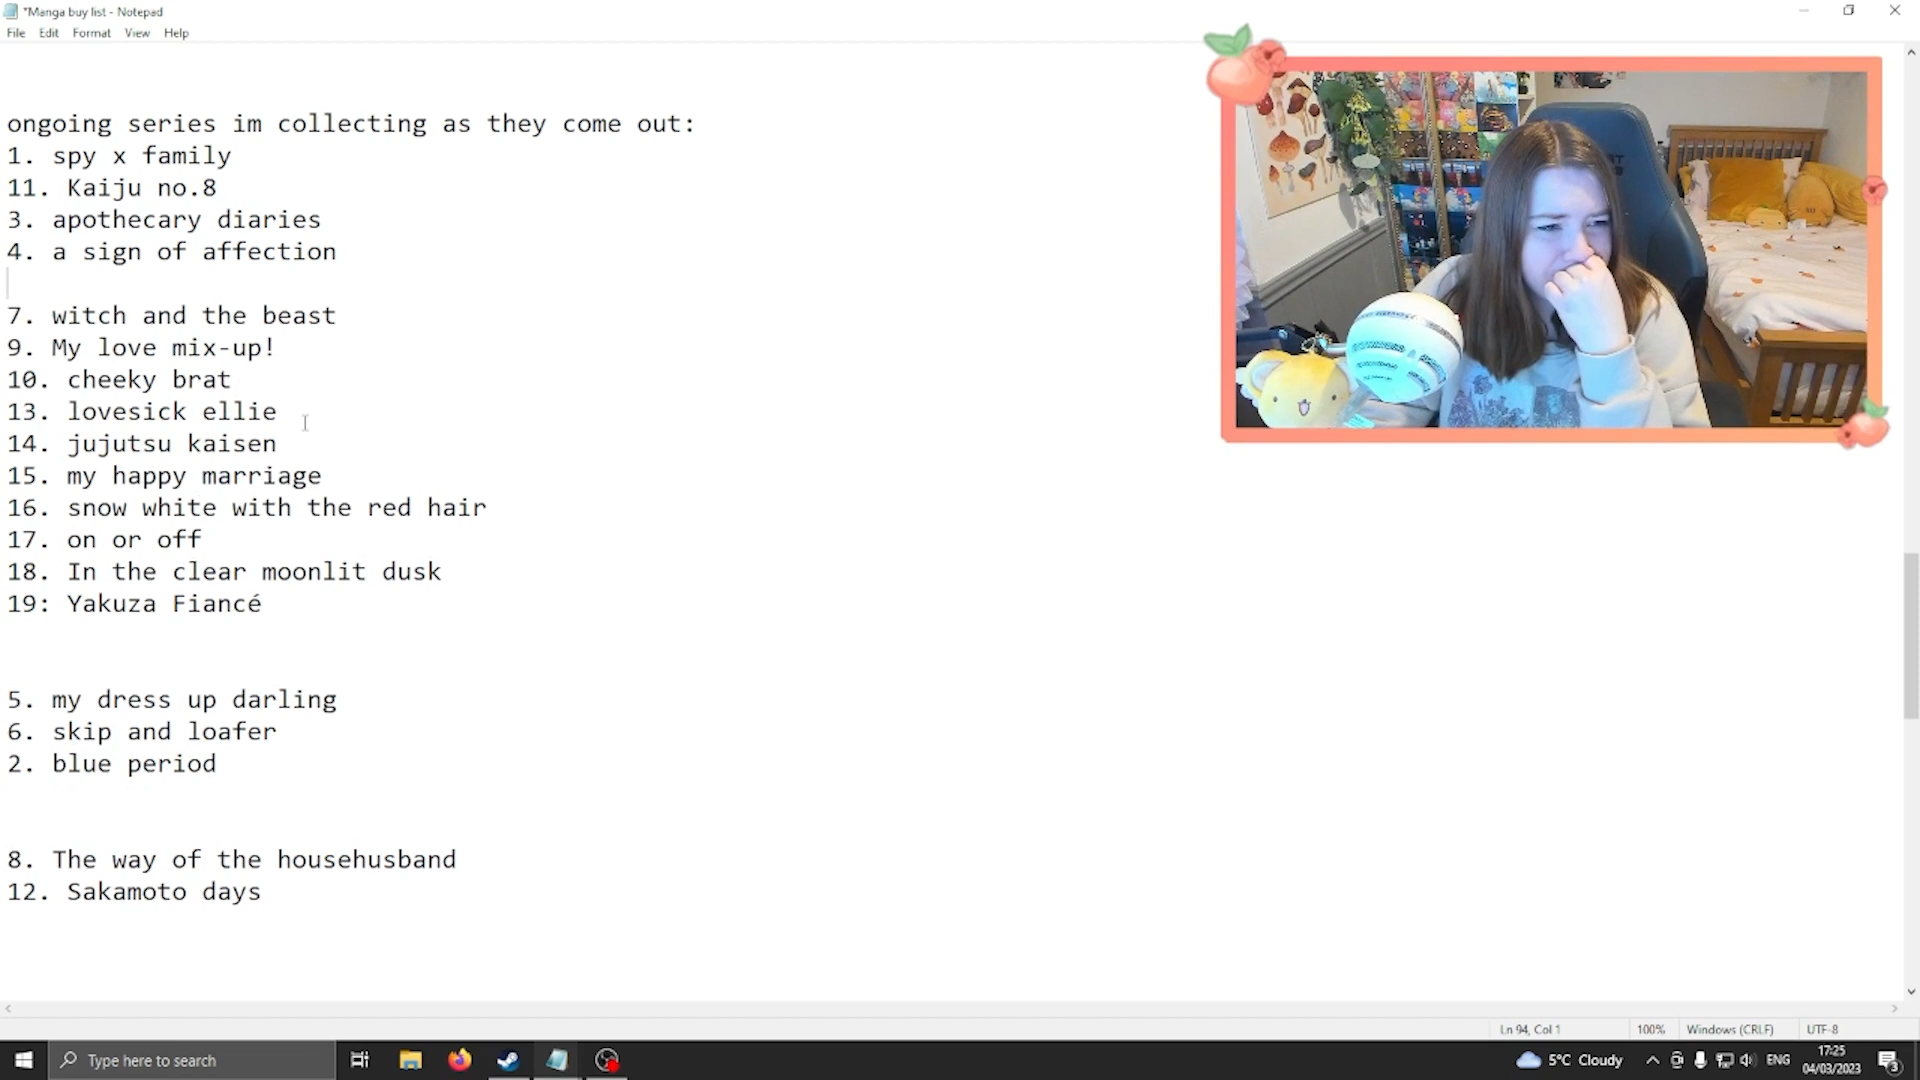 *Manga buy list - Notepad
File Edit Format View Help
ongoing series im collecting as they come out:
1. spy x family
11. Kaiju no.8
3. apothecary diaries
4. a sign of affection
7. witch and the beast
9. My love mix-up!
10. cheeky brat
13. lovesick ellie
14. jujutsu kaisen
15. my happy marriage
16. snow white with the red hair
17. on or off
18. In the clear moonlit dusk
19: Yakuza Fiancé
5. my dress up darling
6. skip and loafer
2. blue period
8. The way of the househusband
12. Sakamoto days
Ln 94, Col 1 100% Windows (CRLF) UTF-8
Type here to search
5°C Cloudy
ENG
17:25
04/03/2023
3